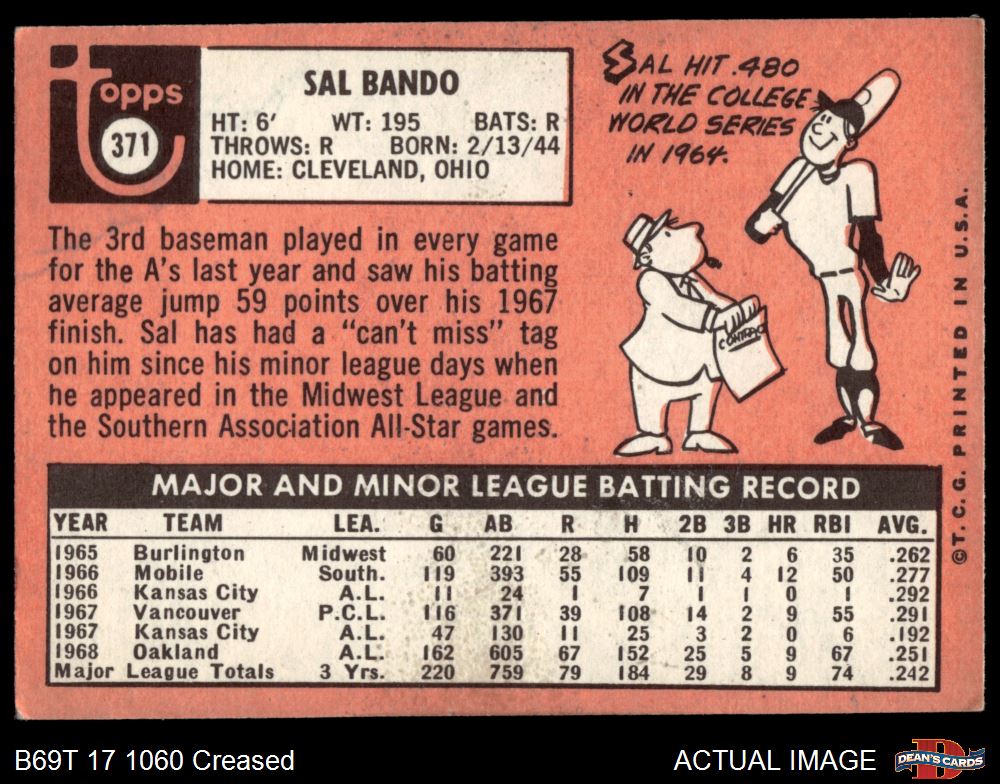 Topps
371
SAL BANDO
HT: 6' WT: 195 BATS: R
THROWS: R BORN: 2/13/44
HOME: CLEVELAND, OHIO
SAL HIT .480
IN THE COLLEGE
WORLD SERIES
IN 1964.
CONTRAC
The 3rd baseman played in every game
for the A's last year and saw his batting
average jump 59 points over his 1967
finish. Sal has had a "can't miss" tag
on him since his minor league days when
he appeared in the Midwest League and
the Southern Association All-Star games.
©T.C.G. PRINTED IN U.S.A.
MAJOR AND MINOR LEAGUE BATTING RECORD
YEAR TEAM LEA. G AB R H 2B 3B HR RBI AVG.
1965 Burlington Midwest 60 221 28 58 10 2 6 35 .262
1966 Mobile South. 119 393 55 109 11 4 12 50 .277
1966 Kansas City A.L. 11 24 1 7 1 1 0 1 .292
1967 Vancouver P.C.L. 116 371 39 108 14 2 9 55 .291
1967 Kansas City A.L. 47 130 11 25 3 2 0 6 .192
1968 Oakland A.L. 162 605 67 152 25 5 9 67 .251
Major League Totals 3 Yrs. 220 759 79 184 29 8 9 74 .242
B69T 17 1060 Creased
ACTUAL IMAGE
D
DEAN'S CARDS